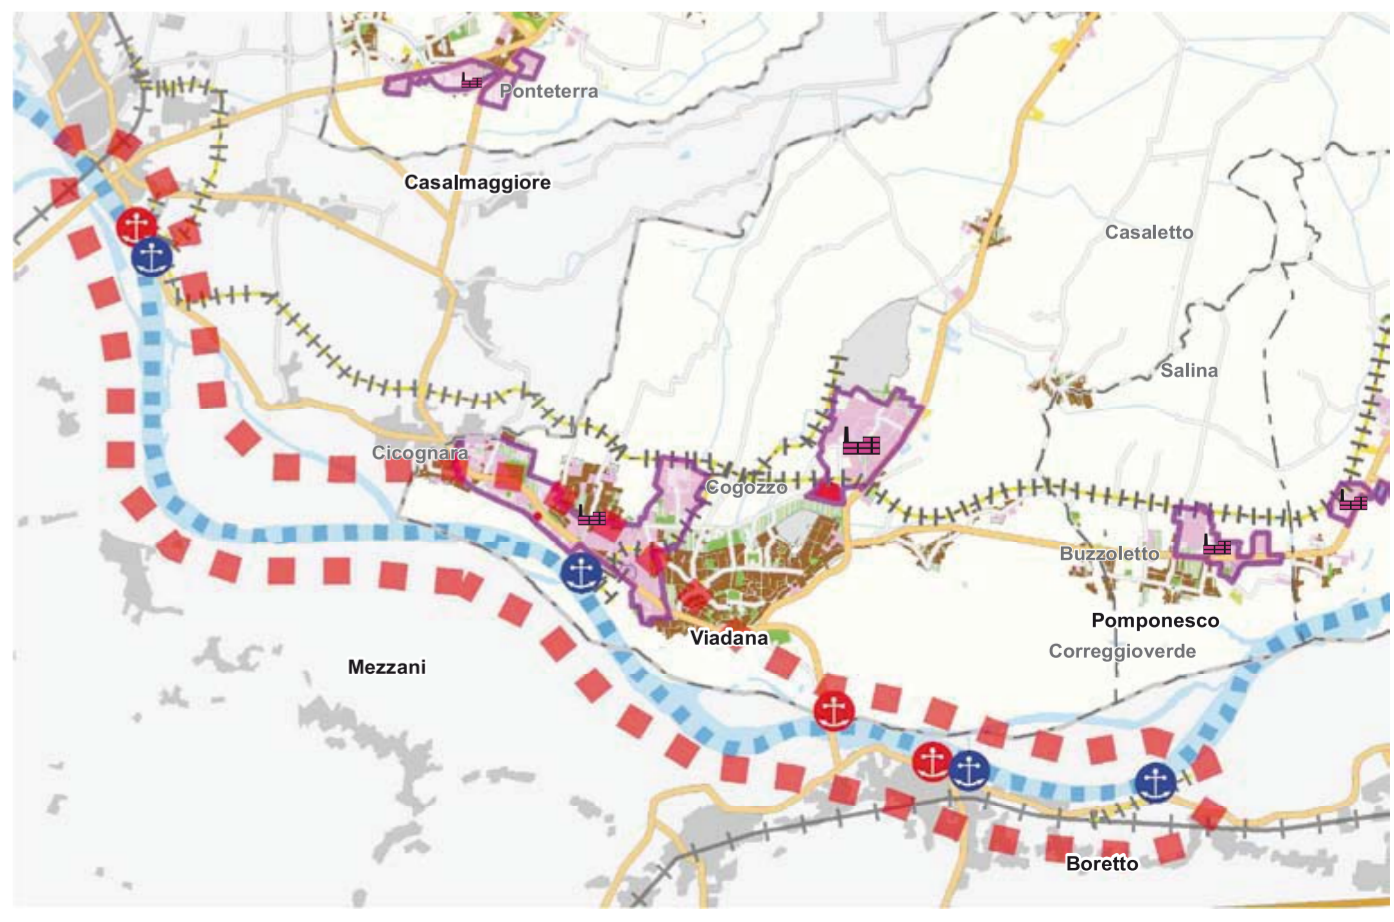 Ponteterra
Casalmaggiore
Casaletto
Salina
Cicognara
Cogozzo
Buzzoletto
Pomponesco
Viadana
Correggioverde
Mezzani
Boretto